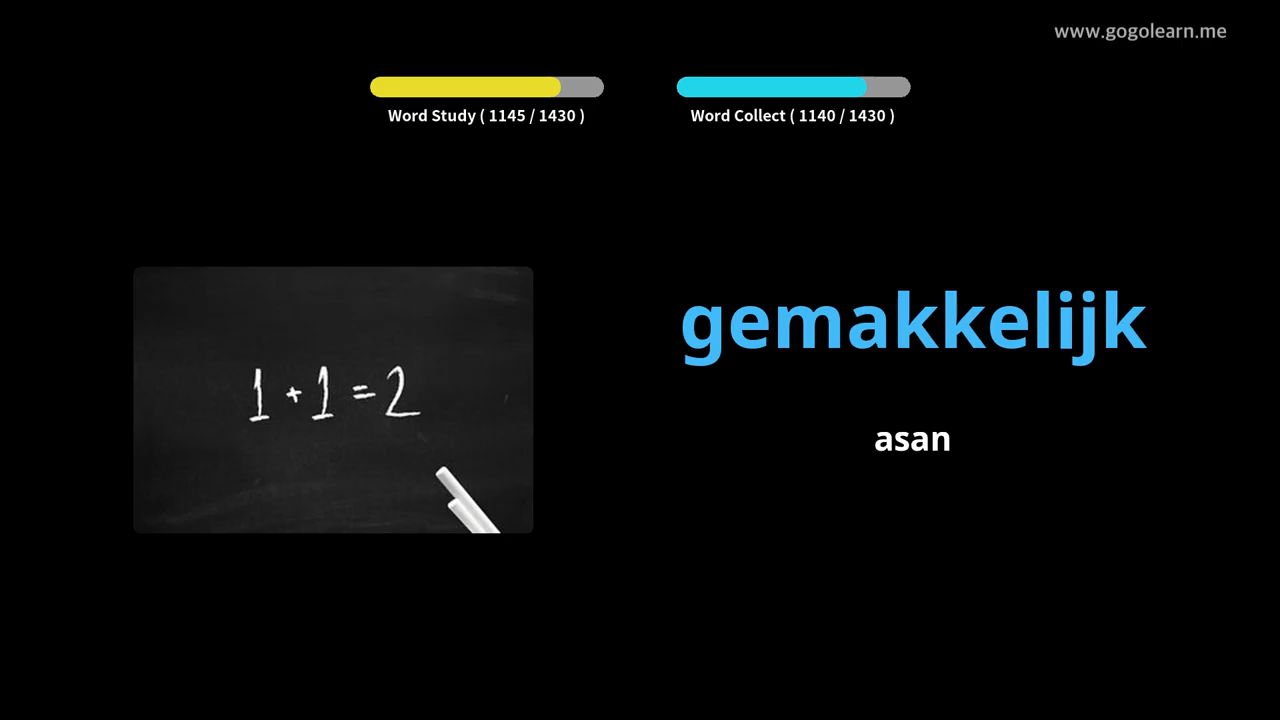 www.gogolearn.me
Word Study ( 1145 / 1430 )
Word Collect ( 1140 / 1430 )
1 + 1 = 2
gemakkelijk
asan